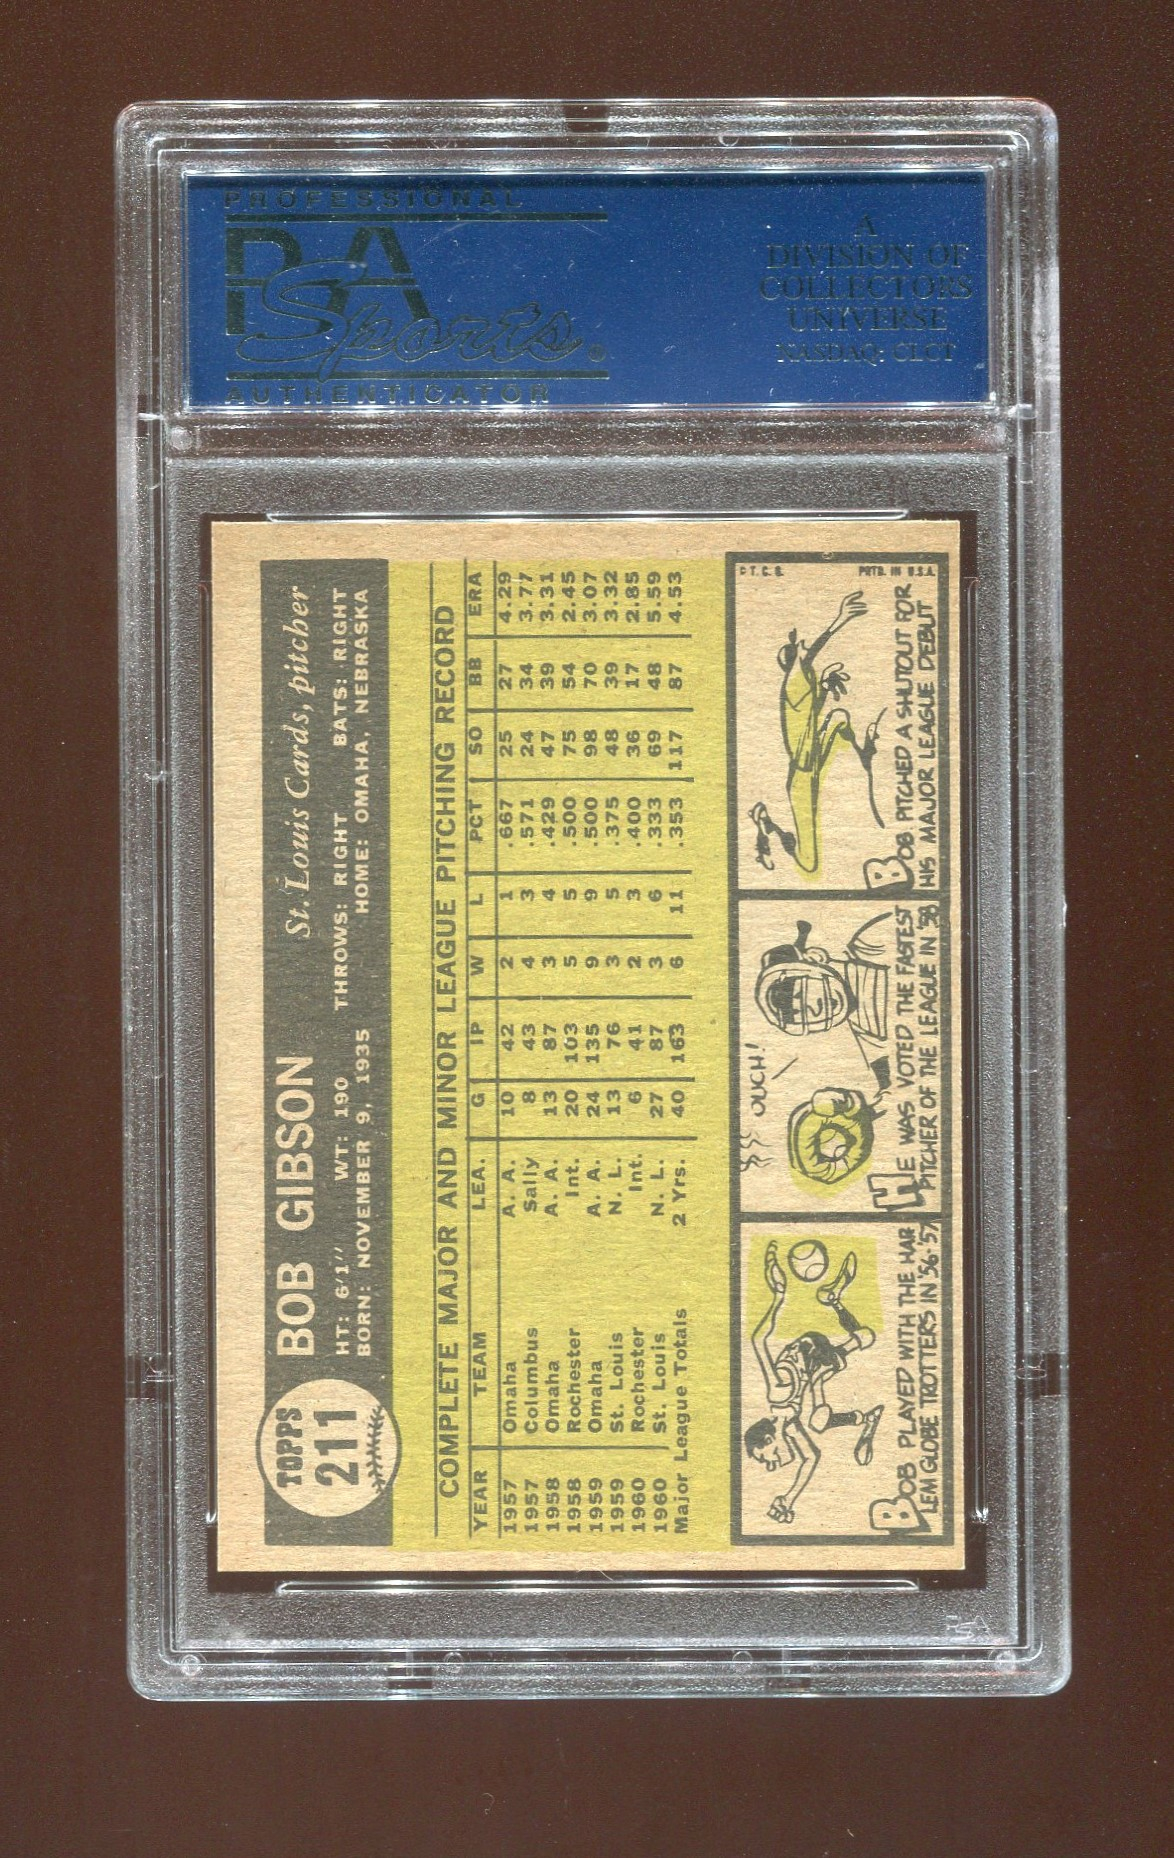 PROFESSIONAL
PSA
Sports®
AUTHENTICATOR
A
DIVISION OF
COLLECTORS
UNIVERSE
NASDAQ: CLCT
TOPPS
211
BOB GIBSON St. Louis Cards, pitcher
HT: 6'1" WT: 190 THROWS: RIGHT BATS: RIGHT
BORN: NOVEMBER 9, 1935 HOME: OMAHA, NEBRASKA
COMPLETE MAJOR AND MINOR LEAGUE PITCHING RECORD
YEAR TEAM LEA. G IP W L PCT SO BB ERA
1957 Omaha A. A. 10 42 2 1 .667 25 27 4.29
1957 Columbus Sally 8 43 4 3 .571 24 34 3.77
1958 Omaha A. A. 13 87 3 4 .429 47 39 3.31
1958 Rochester Int. 20 103 5 5 .500 75 54 2.45
1959 Omaha A. A. 24 135 9 9 .500 98 70 3.07
1959 St. Louis N. L. 13 76 3 5 .375 48 39 3.32
1960 Rochester Int. 6 41 2 3 .400 36 17 2.85
1960 St. Louis N. L. 27 87 3 6 .333 69 48 5.59
Major League Totals 2 Yrs. 40 163 6 11 .353 117 87 4.53
BOB PLAYED WITH THE HAR
LEM GLOBE TROTTERS IN '56-'57
OUCH!
HE WAS VOTED THE FASTEST
PITCHER OF THE LEAGUE IN '58
© T. C. G. PRTD. IN U.S.A.
BOB PITCHED A SHUTOUT FOR
HIS MAJOR LEAGUE DEBUT
PSA